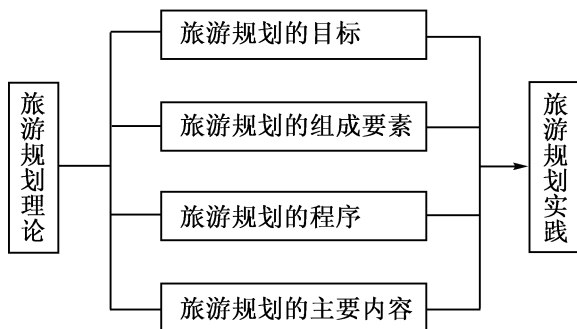 旅游规划理论
旅游规划的目标
旅游规划的组成要素
旅游规划的程序
旅游规划的主要内容
旅游规划实践